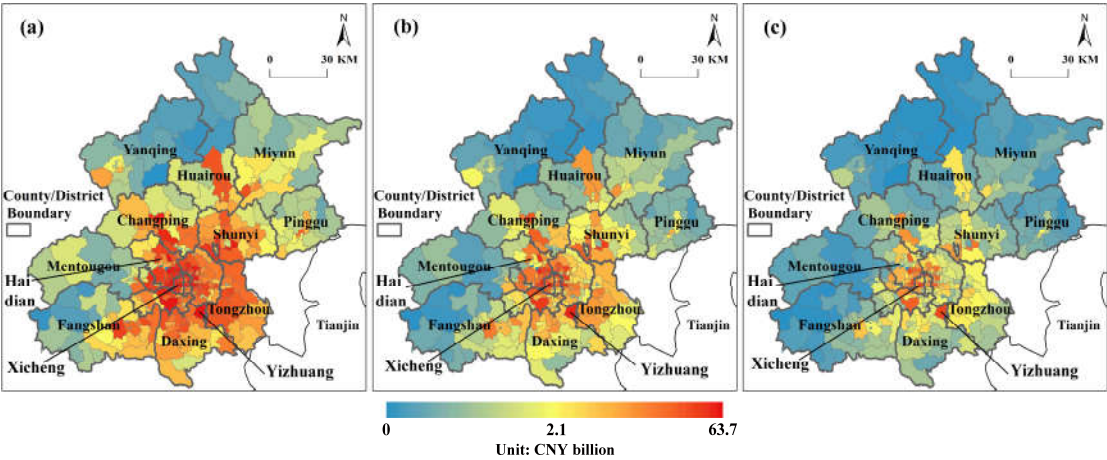 (a)
N
0 30 KM
Yanqing
Miyun
Huairou
County/District
Boundary
Changping
Pinggu
Shunyi
Mentougou
Hai
dian
Tongzhou
Fangshan
Tianjin
Daxing
Xicheng
Yizhuang
(b)
N
0 30 KM
Yanqing
Miyun
Huairou
County/District
Boundary
Changping
Pinggu
Shunyi
Mentougou
Hai
dian
Tongzhou
Fangshan
Tianjin
Daxing
Xicheng
Yizhuang
(c)
N
0 30 KM
Yanqing
Miyun
Huairou
County/District
Boundary
Changping
Pinggu
Shunyi
Mentougou
Hai
dian
Tongzhou
Fangshan
Tianjin
Daxing
Xicheng
Yizhuang
0 2.1 63.7
Unit: CNY billion